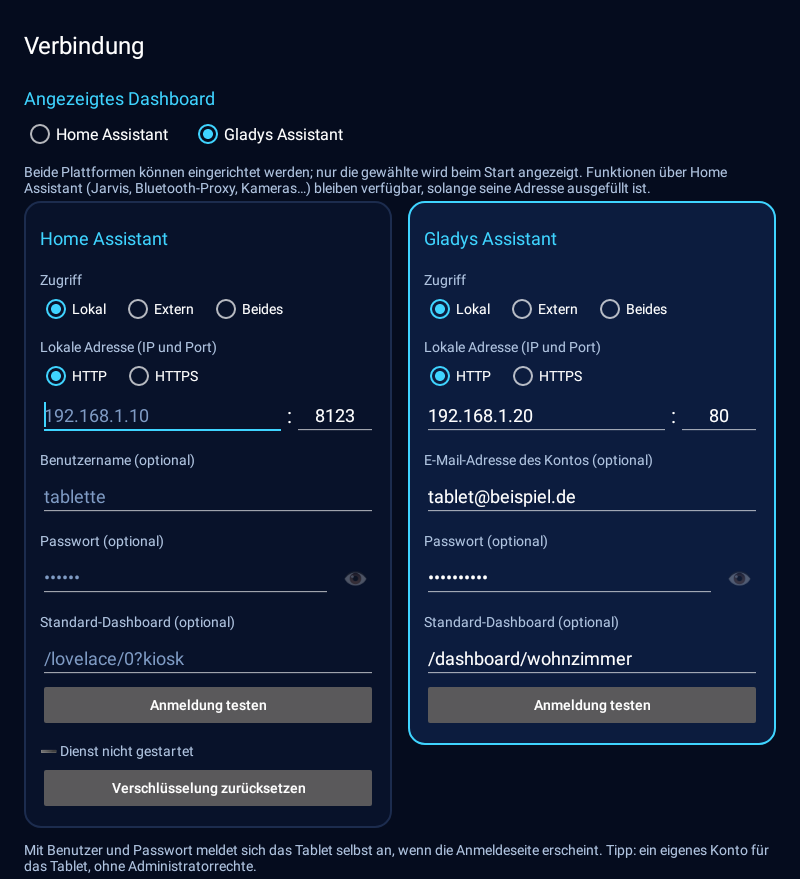 Verbindung
Angezeigtes Dashboard
Home Assistant
Gladys Assistant
Beide Plattformen können eingerichtet werden; nur die gewählte wird beim Start angezeigt. Funktionen über Home
Assistant (Jarvis, Bluetooth-Proxy, Kameras…) bleiben verfügbar, solange seine Adresse ausgefüllt ist.
Home Assistant
Zugriff
Lokal
Extern
Beides
Lokale Adresse (IP und Port)
HTTP
HTTPS
192.168.1.10 : 8123
Benutzername (optional)
tablette
Passwort (optional)
••••••
Standard-Dashboard (optional)
/lovelace/0?kiosk
Anmeldung testen
Dienst nicht gestartet
Verschlüsselung zurücksetzen
Gladys Assistant
Zugriff
Lokal
Extern
Beides
Lokale Adresse (IP und Port)
HTTP
HTTPS
192.168.1.20 : 80
E-Mail-Adresse des Kontos (optional)
tablet@beispiel.de
Passwort (optional)
••••••••••
Standard-Dashboard (optional)
/dashboard/wohnzimmer
Anmeldung testen
Mit Benutzer und Passwort meldet sich das Tablet selbst an, wenn die Anmeldeseite erscheint. Tipp: ein eigenes Konto für
das Tablet, ohne Administratorrechte.